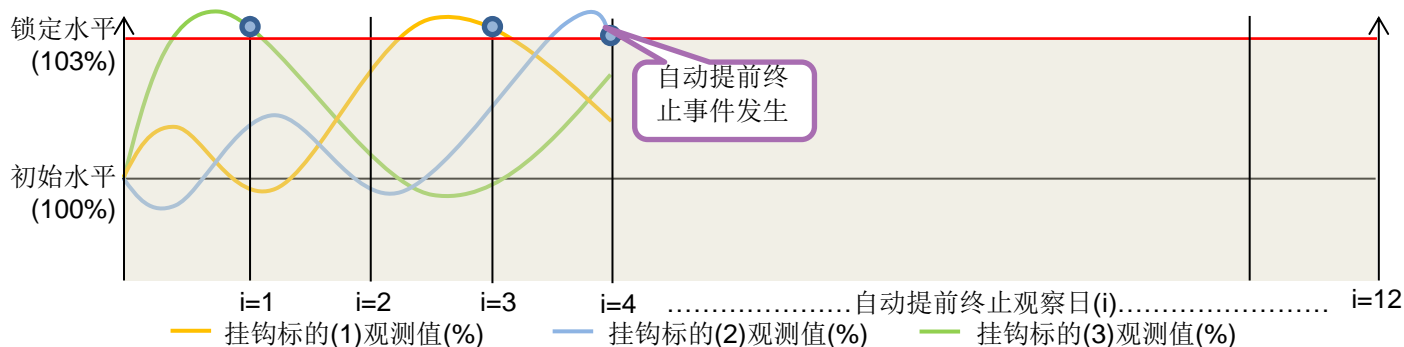 锁定水平
(103%)
自动提前终
止事件发生
初始水平
(100%)
i=1
i=2
i=3
i=4
.....................自动提前终止观察日(i)........................
i=12
挂钩标的(1)观测值(%)
挂钩标的(2)观测值(%)
挂钩标的(3)观测值(%)